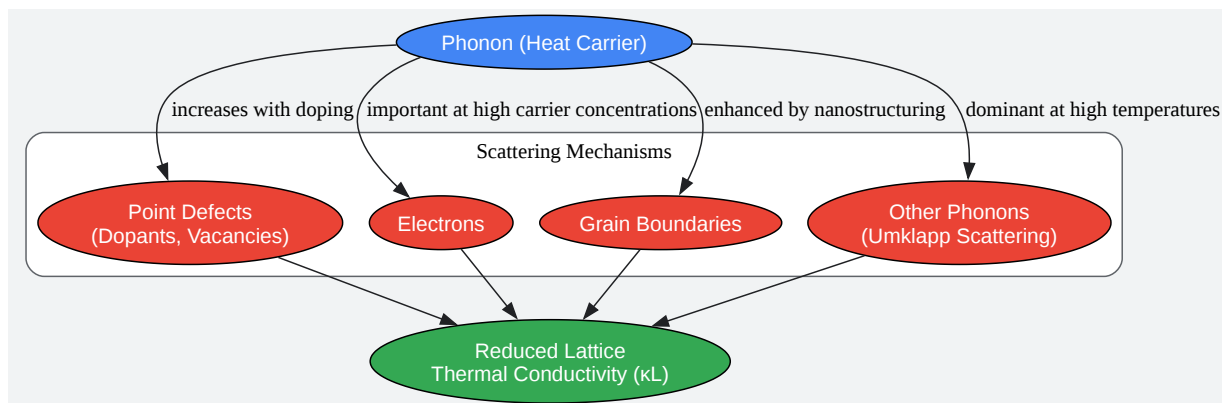 Phonon (Heat Carrier)
increases with doping
important at high carrier concentrations
enhanced by nanostructuring
dominant at high temperatures
Scattering Mechanisms
Point Defects
(Dopants, Vacancies)
Electrons
Grain Boundaries
Other Phonons
(Umklapp Scattering)
Reduced Lattice
Thermal Conductivity (κL)